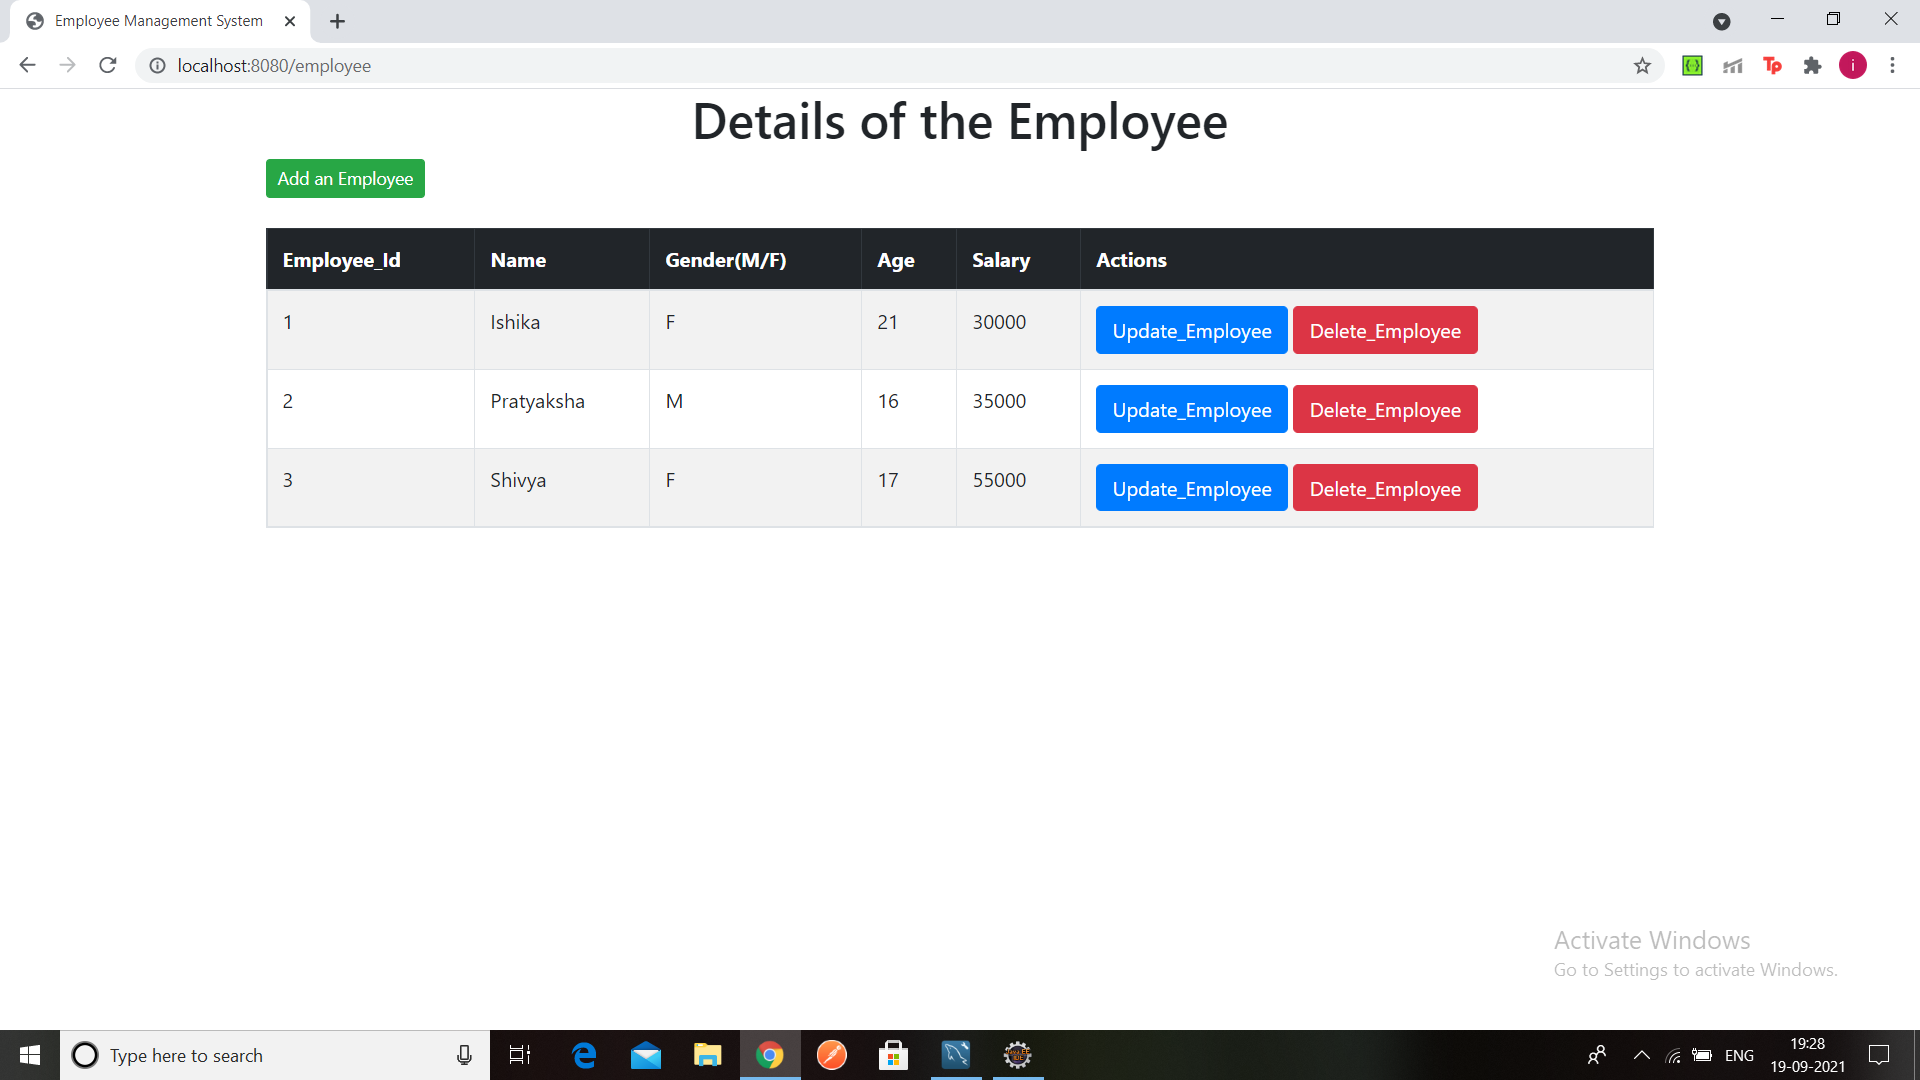 Employee Management System
localhost:8080/employee
Tp
i
Details of the Employee
Add an Employee
Employee_Id Name Gender(M/F) Age Salary Actions
1 Ishika F 21 30000 Update_Employee Delete_Employee
2 Pratyaksha M 16 35000 Update_Employee Delete_Employee
3 Shivya F 17 55000 Update_Employee Delete_Employee
Activate Windows
Go to Settings to activate Windows.
Type here to search
ENG
19:28
19-09-2021